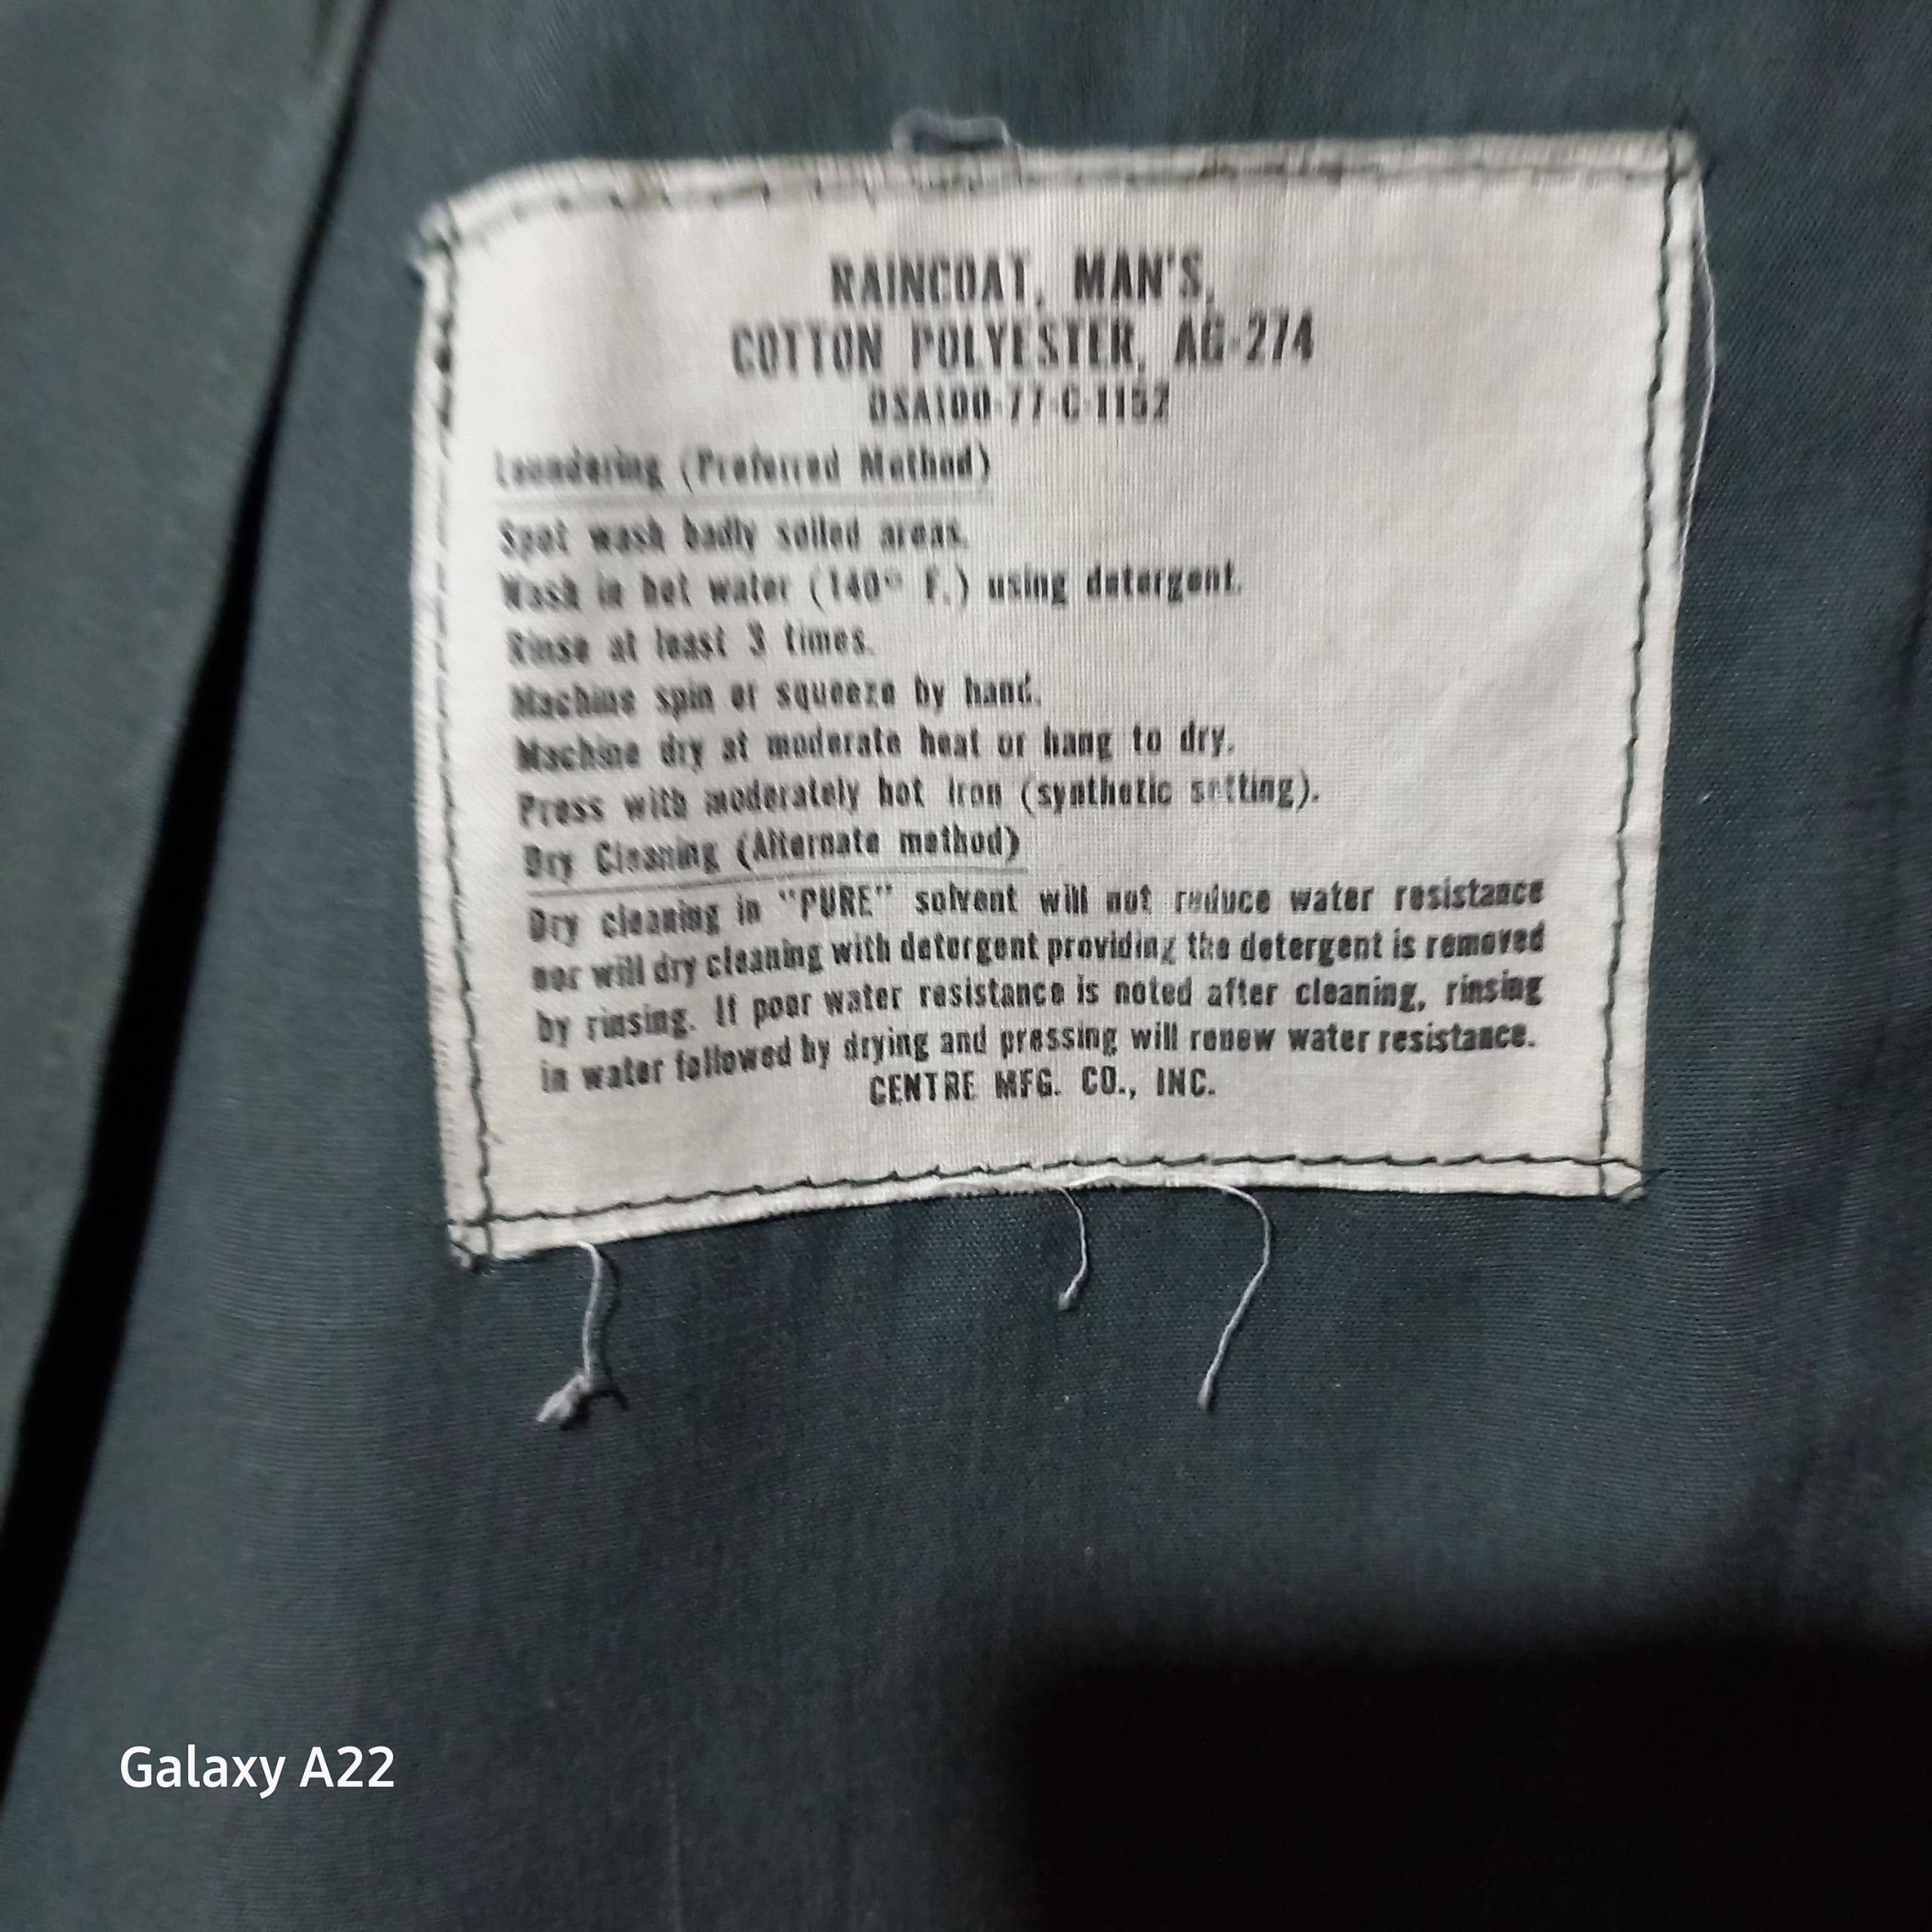 RAINCOAT, MAN'S,
COTTON POLYESTER, AG-274
DSA100-77-C-1152
Laundering (Preferred Method)
Spot wash badly soiled areas.
Wash in hot water (140° F.) using detergent.
Rinse at least 3 times.
Machine spin or squeeze by hand.
Machine dry at moderate heat or hang to dry.
Press with moderately hot iron (synthetic setting).
Dry Cleaning (Alternate method)
Dry cleaning in "PURE" solvent will not reduce water resistance
nor will dry cleaning with detergent providing the detergent is removed
by rinsing. If poor water resistance is noted after cleaning, rinsing
in water followed by drying and pressing will renew water resistance.
CENTRE MFG. CO., INC.
Galaxy A22